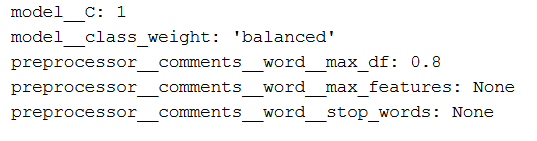 model__C: 1
model__class_weight: 'balanced'
preprocessor__comments__word__max_df: 0.8
preprocessor__comments__word__max_features: None
preprocessor__comments__word__stop_words: None